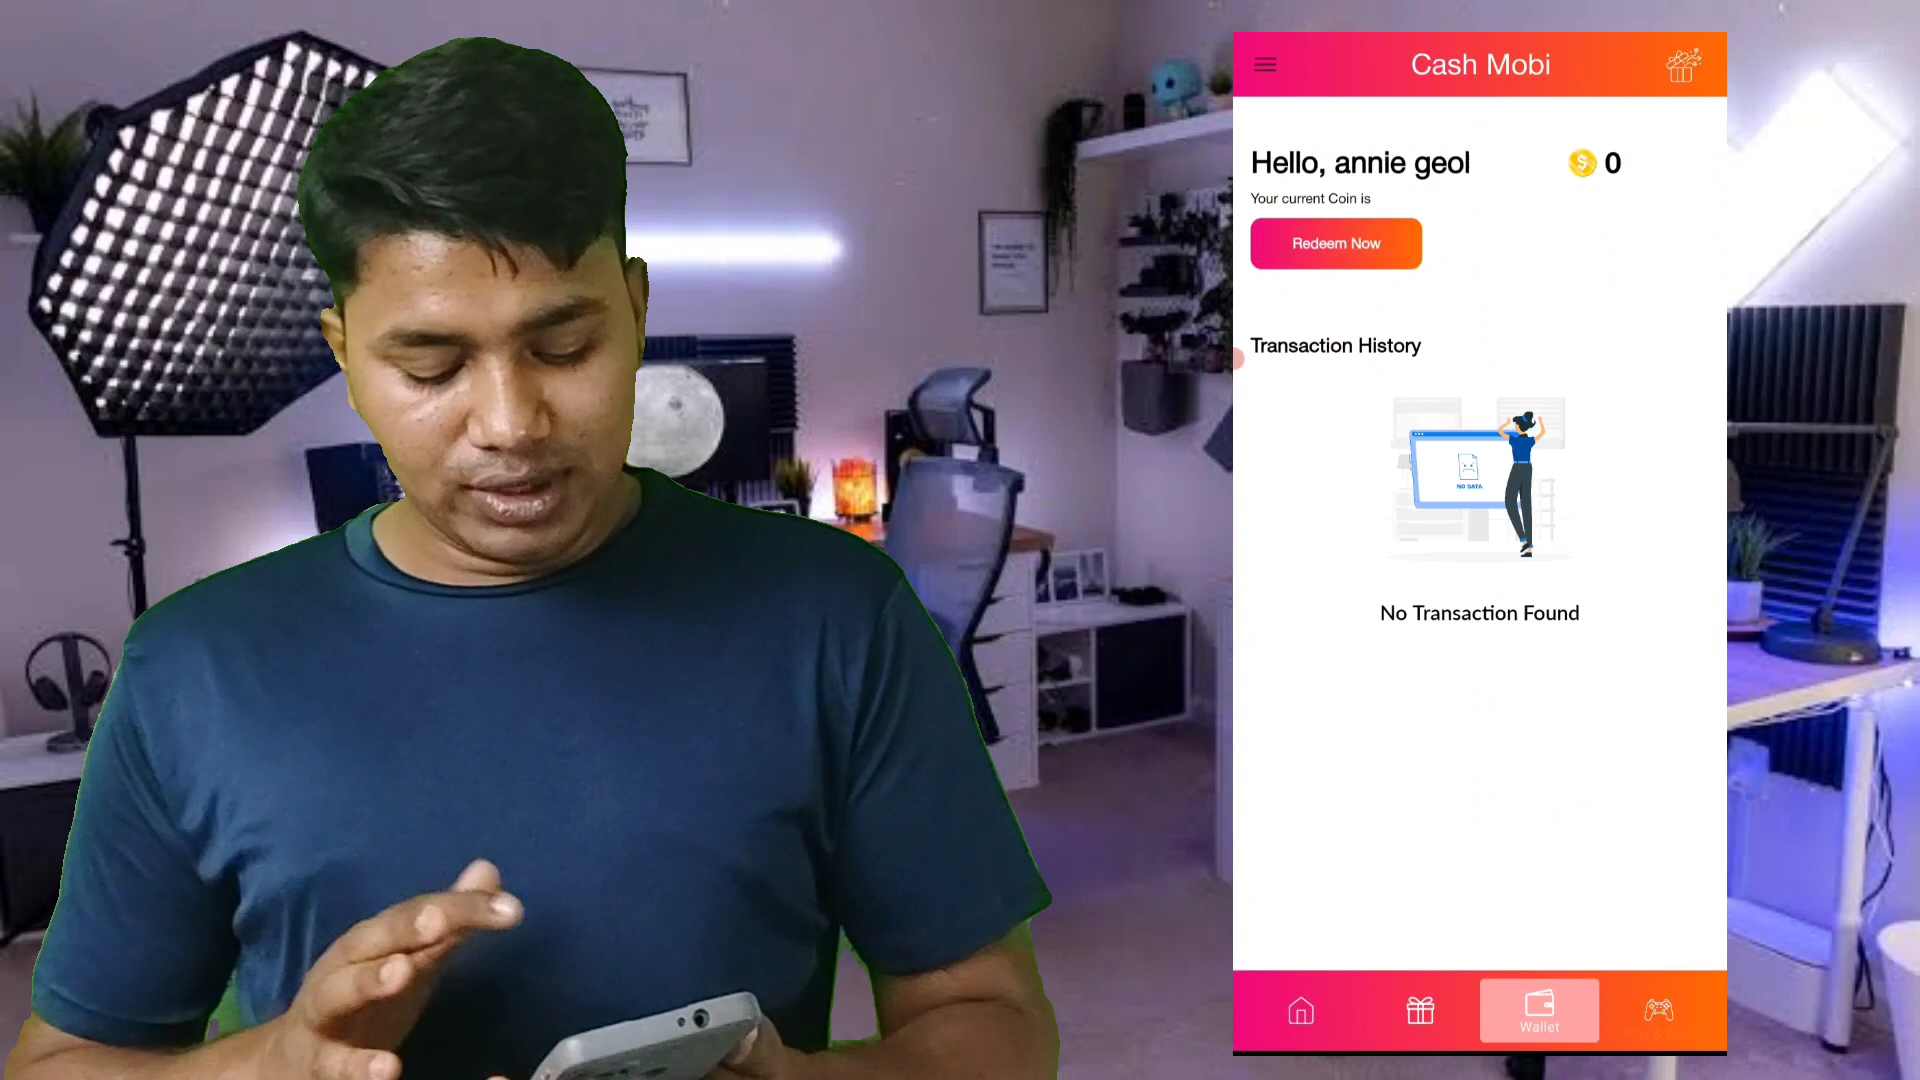 Cash Mobi
Hello, annie geol
0
Your current Coin is
Redeem Now
Transaction History
NO DATA
No Transaction Found
Wallet